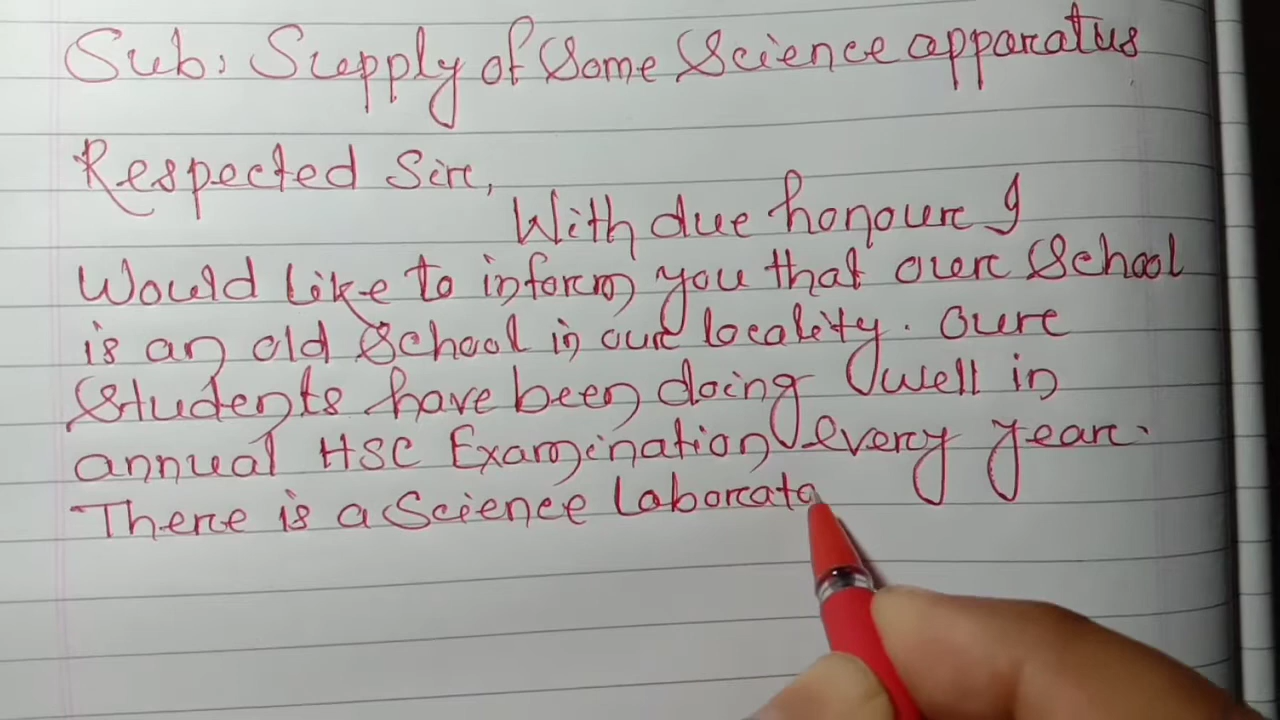 Sub: Supply of Some Science apparatus
Respected Sir,
With due honour I
Would like to inform you that our School
is an old School in our locality. Our
Students have been doing well in
annual HSC Examination every year.
There is a Science Laborato